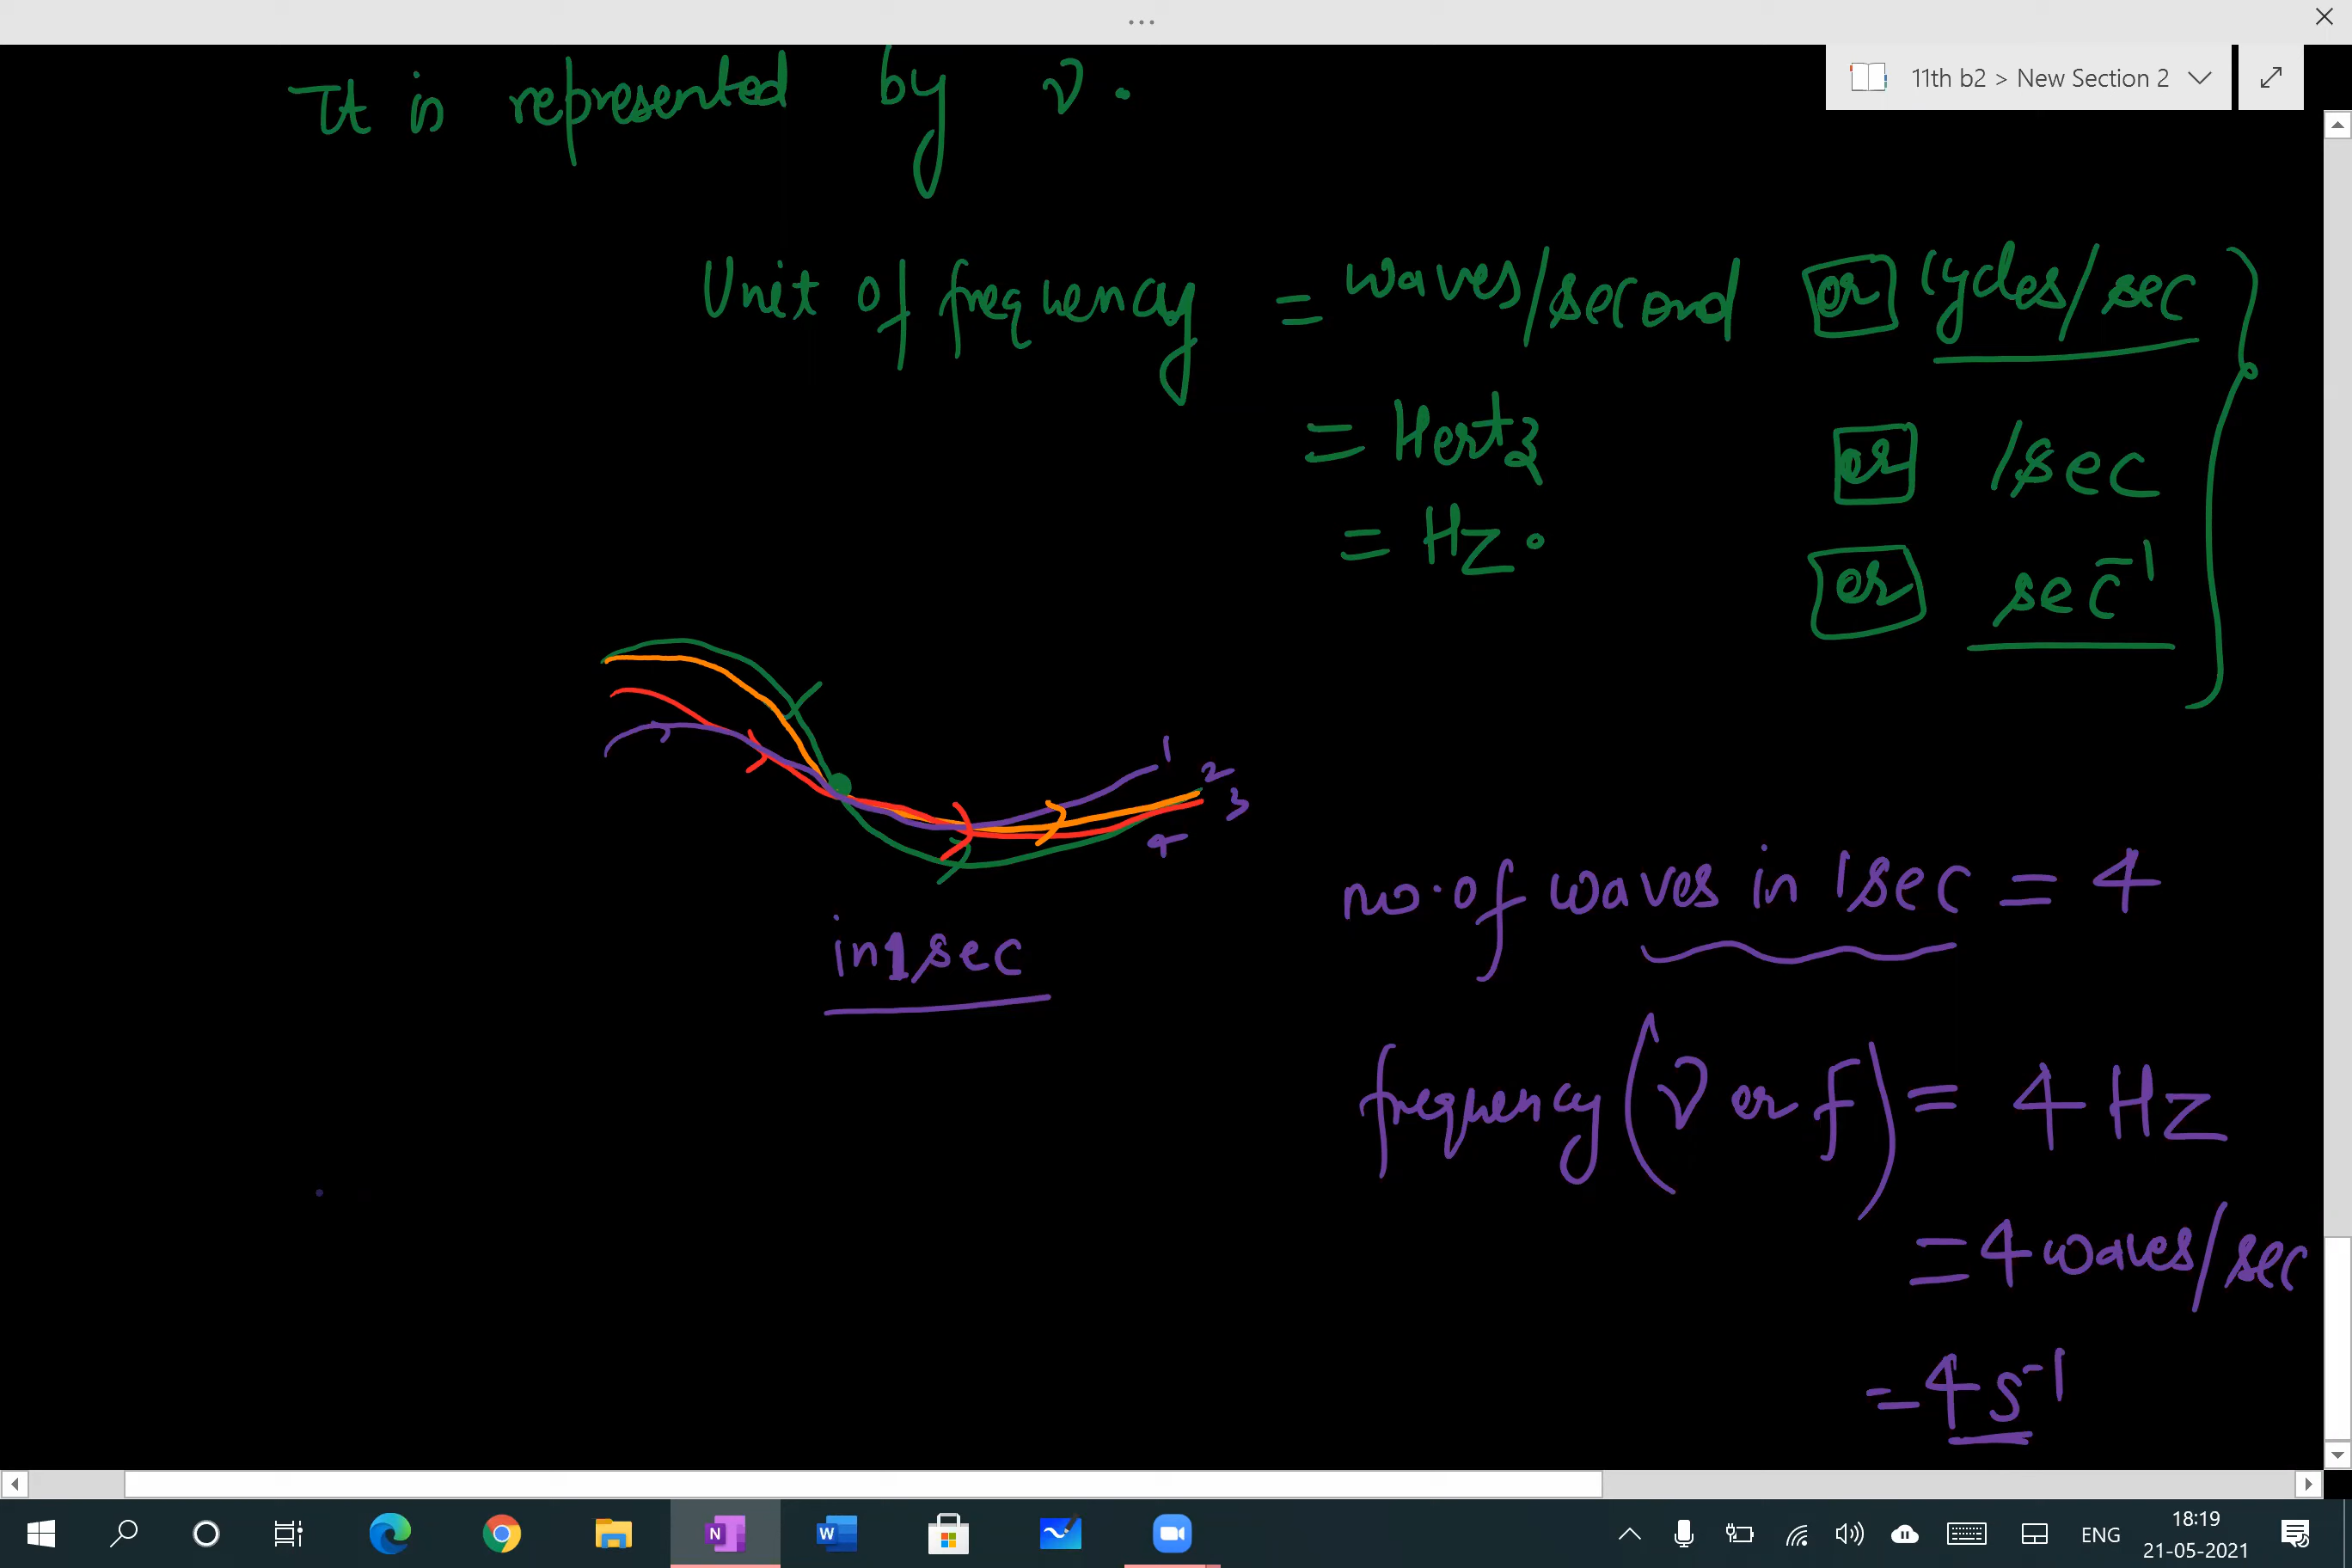 11th b2 > New Section 2
It is represented by ν.
Unit of frequency = waves/second or cycles/sec
= Hertz or /sec
= Hz. or sec⁻¹
1
2
3
4
in 1 sec
no. of waves in 1 sec = 4
frequency (ν or f) = 4 Hz
= 4 waves/sec
= 4 s⁻¹
ENG
18:19
21-05-2021